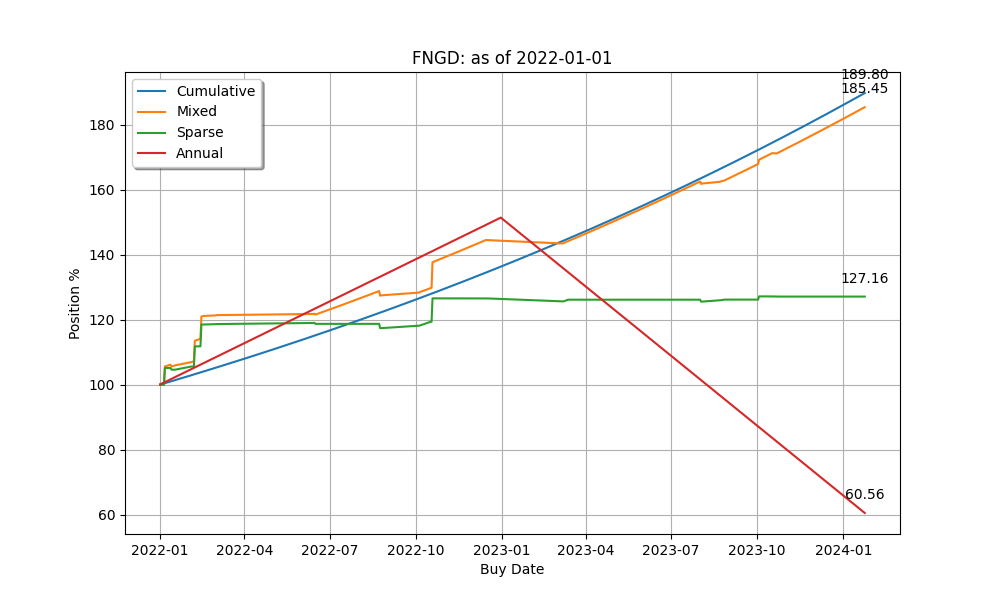 FNGD: as of 2022-01-01
189.80
185.45
Cumulative
Mixed
Sparse
Annual
127.16
60.56
Position %
180
160
140
120
100
80
60
2022-01 2022-04 2022-07 2022-10 2023-01 2023-04 2023-07 2023-10 2024-01
Buy Date